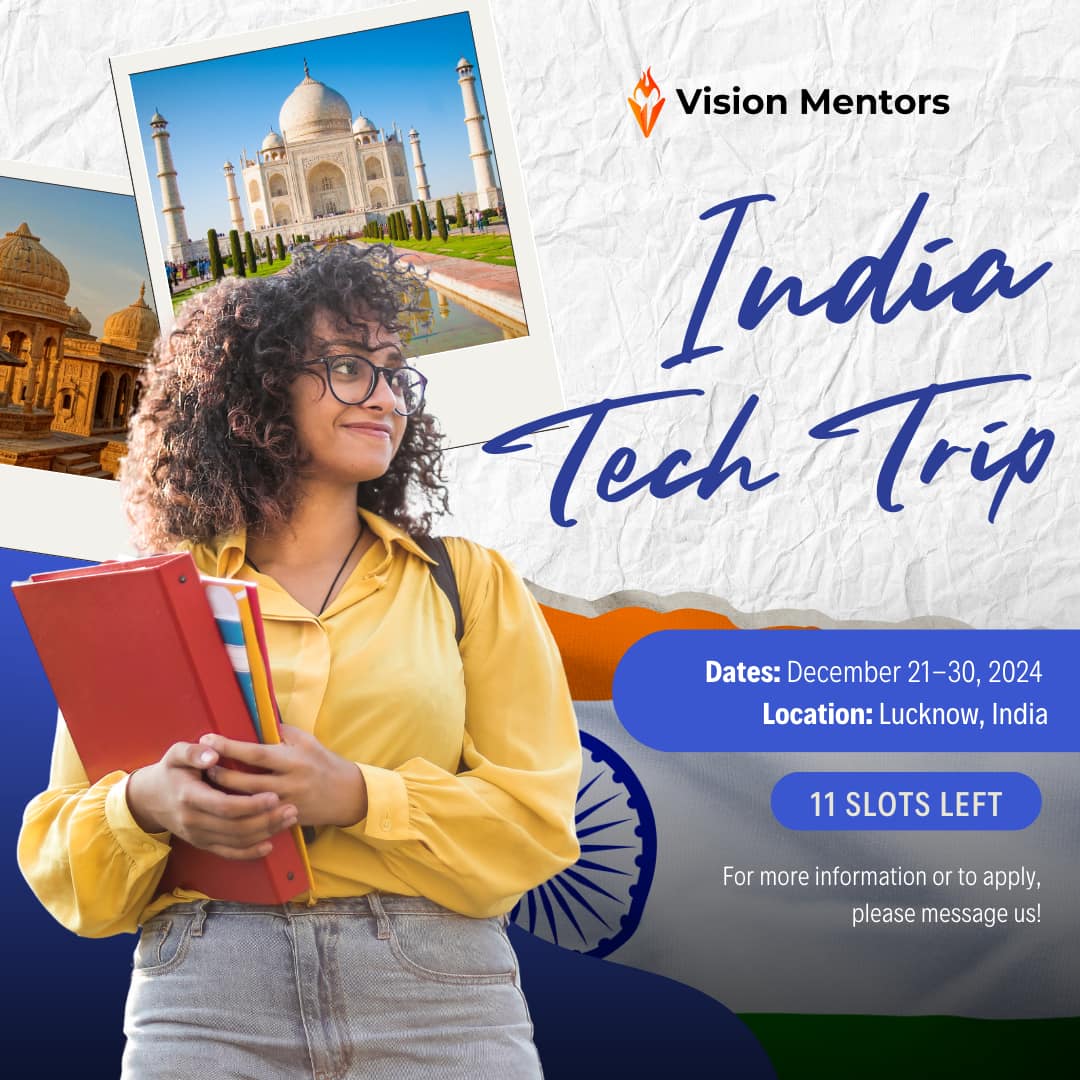 Vision Mentors
India
Tech Trip
Dates: December 21–30, 2024
Location: Lucknow, India
11 SLOTS LEFT
For more information or to apply,
please message us!